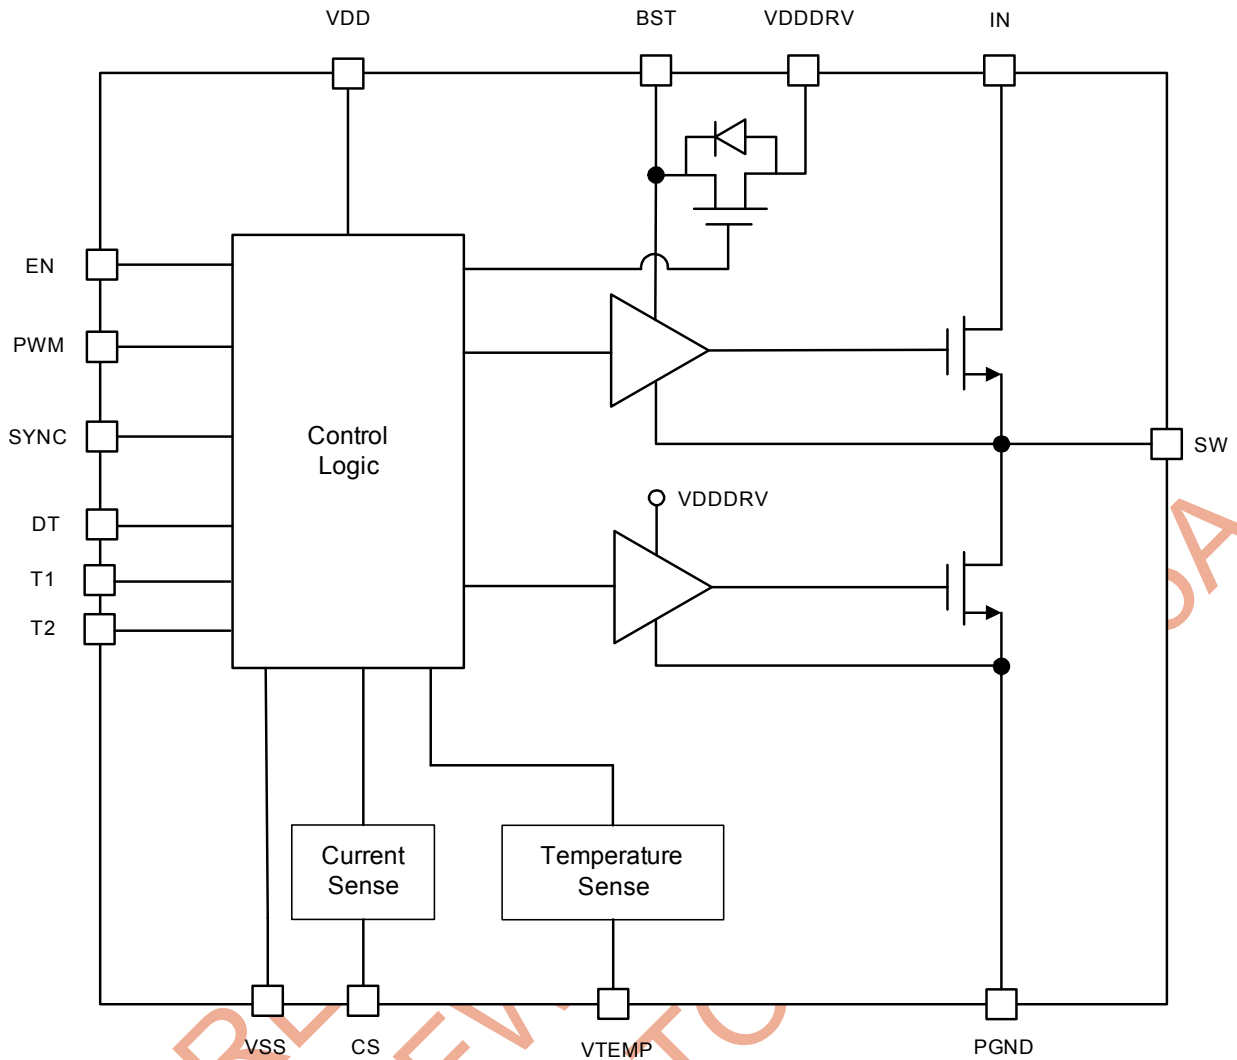 VDD
BST
VDDDRV
IN
EN
PWM
SYNC
DT
T1
T2
Control
Logic
VDDDRV
SW
Current
Sense
Temperature
Sense
VSS
CS
VTEMP
PGND